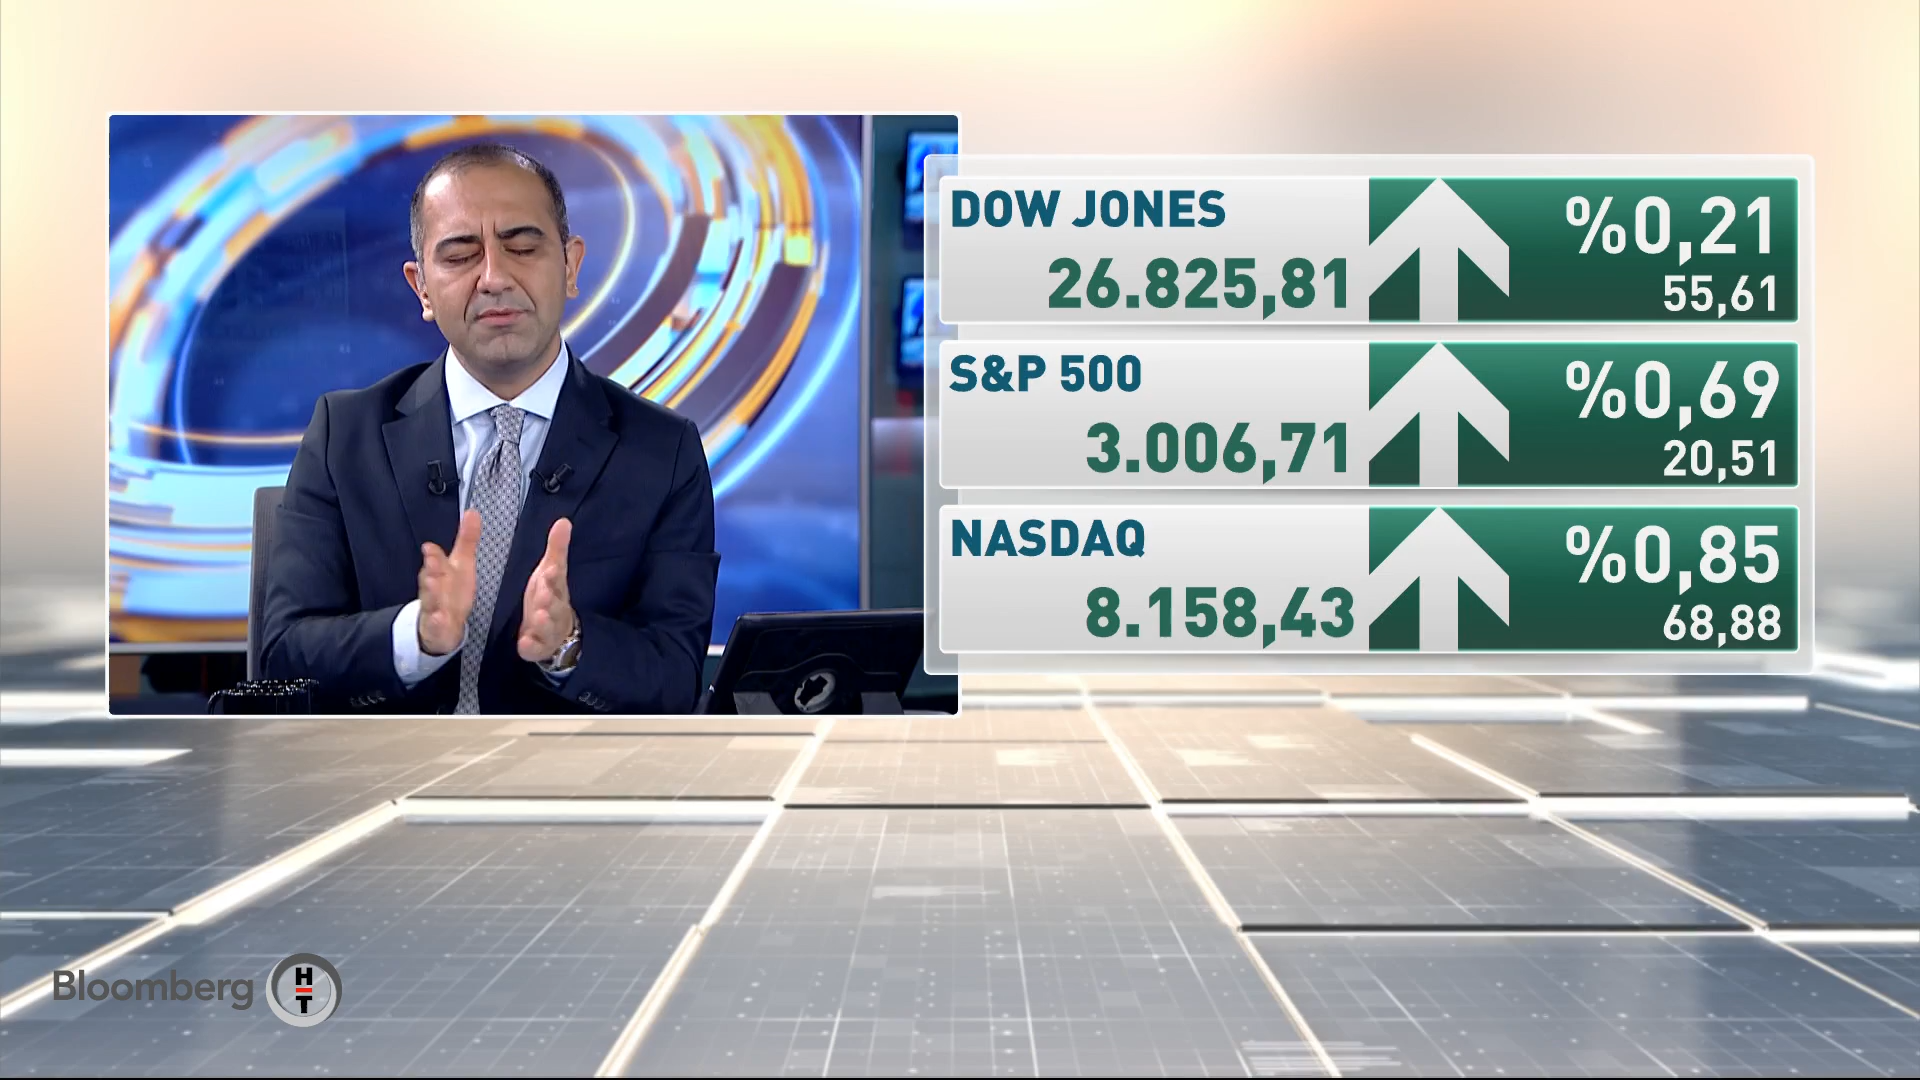 DOW JONES
26.825,81
%0,21
55,61
S&P 500
3.006,71
%0,69
20,51
NASDAQ
8.158,43
%0,85
68,88
Bloomberg HT